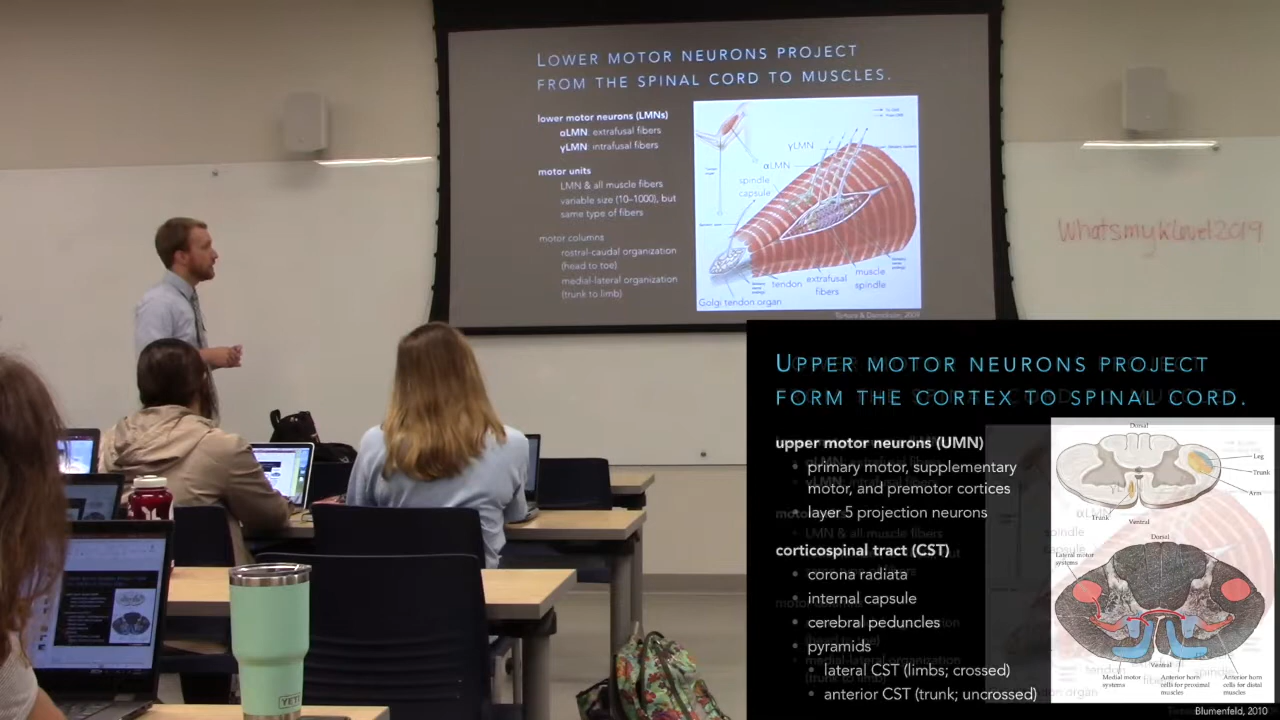 LOWER MOTOR NEURONS PROJECT
FROM THE SPINAL CORD TO MUSCLES.
lower motor neurons (LMNs)
αLMN: extrafusal fibers
γLMN: intrafusal fibers
motor units
LMN & all muscle fibers
variable size (10–1000), but
same type of fibers
motor columns
rostral-caudal organization
(head to toe)
medial-lateral organization
(trunk to limb)
γLMN
αLMN
spindle
capsule
tendon
extrafusal
fibers
muscle
spindle
Golgi tendon organ
Whatsmyklevel2019
UPPER MOTOR NEURONS PROJECT
FORM THE CORTEX TO SPINAL CORD.
upper motor neurons (UMN)
• primary motor, supplementary
motor, and premotor cortices
• layer 5 projection neurons
corticospinal tract (CST)
• corona radiata
• internal capsule
• cerebral peduncles
• pyramids
• lateral CST (limbs; crossed)
• anterior CST (trunk; uncrossed)
Dorsal
Leg
Trunk
Arm
Trunk
Ventral
Dorsal
Lateral motor
systems
Ventral
Medial motor
systems
Anterior horn
cells for proximal
muscles
Anterior horn
cells for distal
muscles
Blumenfeld, 2010
YETI